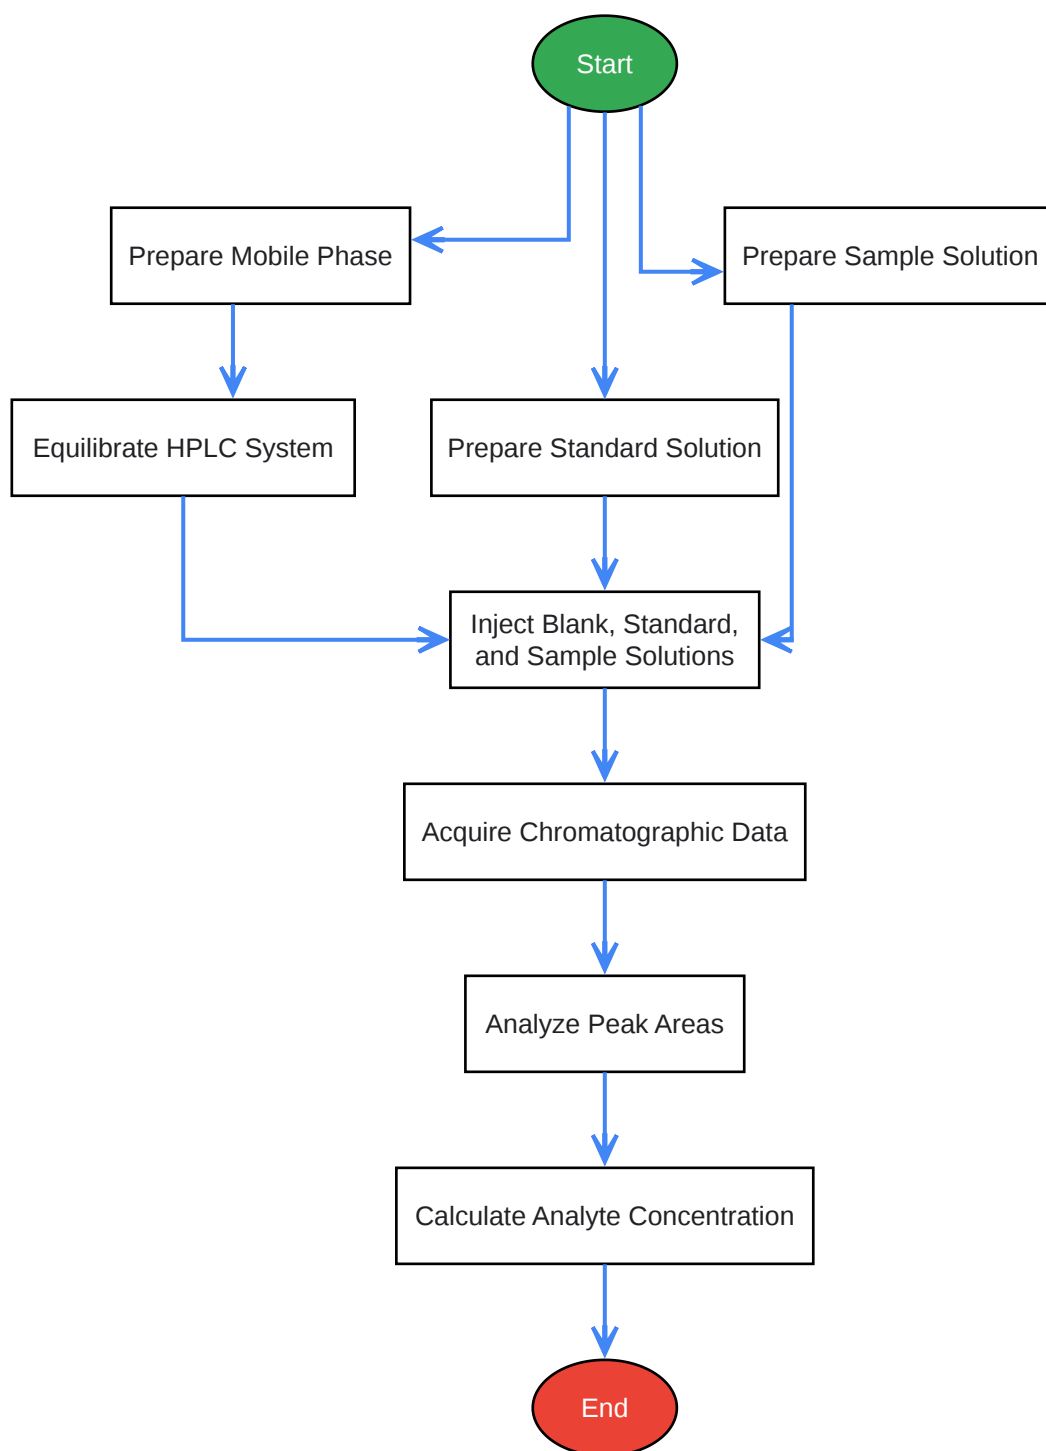 Start
Prepare Mobile Phase
Prepare Sample Solution
Equilibrate HPLC System
Prepare Standard Solution
Inject Blank, Standard,
and Sample Solutions
Acquire Chromatographic Data
Analyze Peak Areas
Calculate Analyte Concentration
End